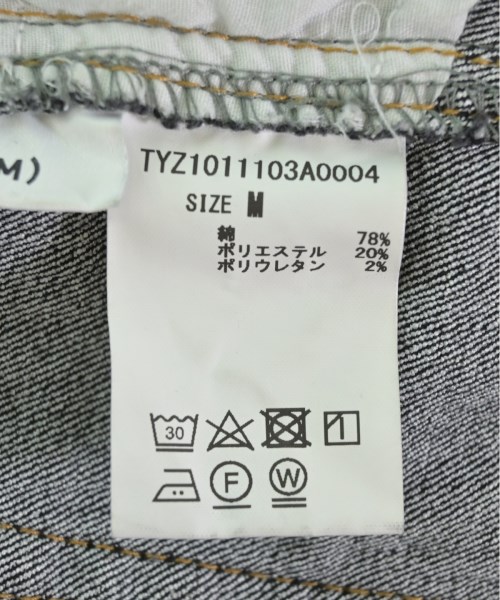 M)
TYZ1011103A0004
SIZE M
綿 78%
ポリエステル 20%
ポリウレタン 2%
30
F
W